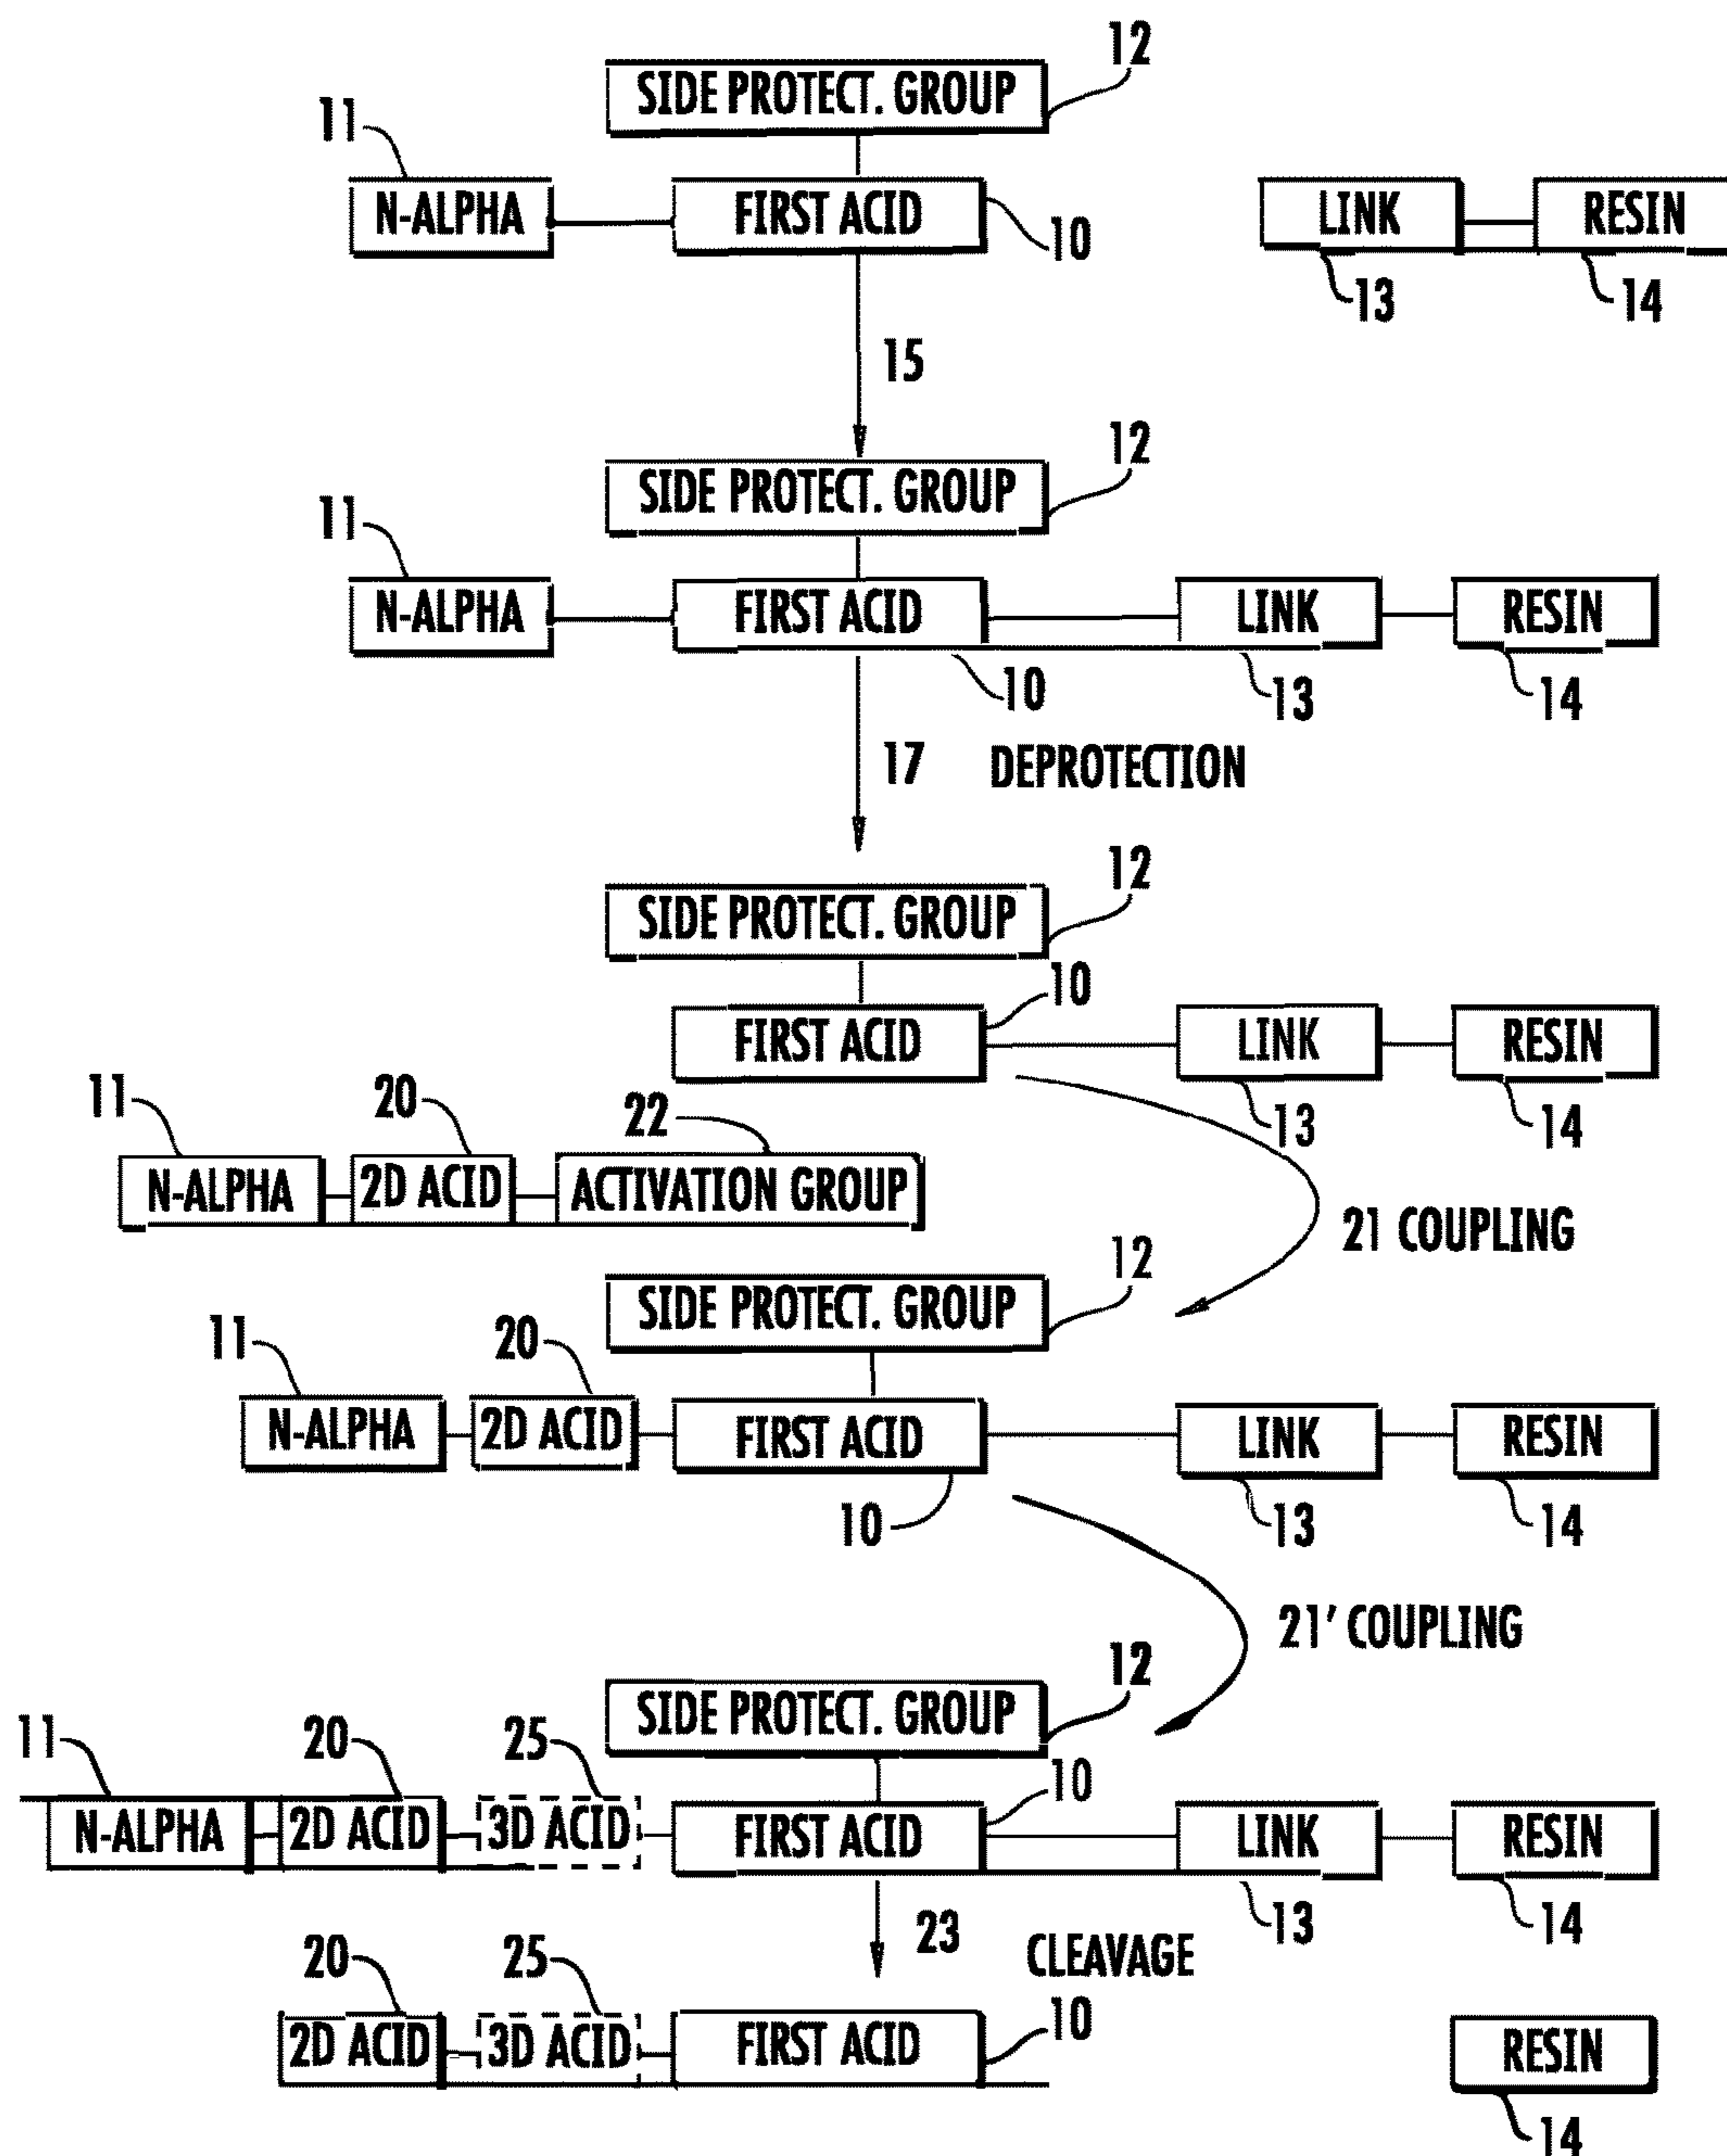 12
SIDE PROTECT. GROUP
11
N-ALPHA FIRST ACID 10 LINK RESIN
13 14
15
12
SIDE PROTECT. GROUP
11
N-ALPHA FIRST ACID LINK RESIN
10 13 14
17 DEPROTECTION
12
SIDE PROTECT. GROUP
10
FIRST ACID LINK RESIN
13 14
11 20 22
N-ALPHA 2D ACID ACTIVATION GROUP
21 COUPLING
12
SIDE PROTECT. GROUP
11 20
N-ALPHA 2D ACID FIRST ACID LINK RESIN
10 13 14
21' COUPLING
12
SIDE PROTECT. GROUP
11 20 25 10
N-ALPHA 2D ACID 3D ACID FIRST ACID LINK RESIN
13 14
23 CLEAVAGE
20 25 10
2D ACID 3D ACID FIRST ACID RESIN
14